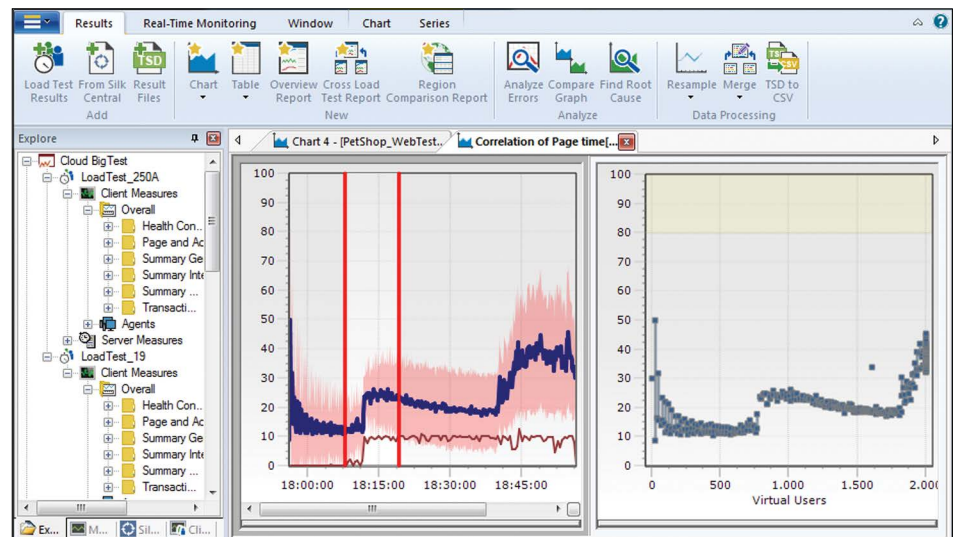 Results Real-Time Monitoring Window Chart Series
Load Test Results
From Silk Central
Result Files
Add
Chart
Table
Overview Report
Cross Load Test Report
Region Comparison Report
New
Analyze Errors
Compare Graph
Find Root Cause
Analyze
Resample
Merge
TSD to CSV
Data Processing
TSD
TSD
CSV
Explore
Chart 4 - [PetShop_WebTest..
Correlation of Page time[...
Cloud BigTest
LoadTest_250A
Client Measures
Overall
Health Con..
Page and Ac
Summary Ge
Summary Inte
Summary ...
Transacti...
Agents
Server Measures
LoadTest_19
Client Measures
Overall
Health Con..
Page and Ac
Summary Ge
Summary Inte
Summary ...
Transacti...
Ex... M... Sil... Cli...
100
90
80
70
60
50
40
30
20
10
0
18:00:00 18:15:00 18:30:00 18:45:00
100
90
80
70
60
50
40
30
20
10
0
0 500 1.000 1.500 2.000
Virtual Users